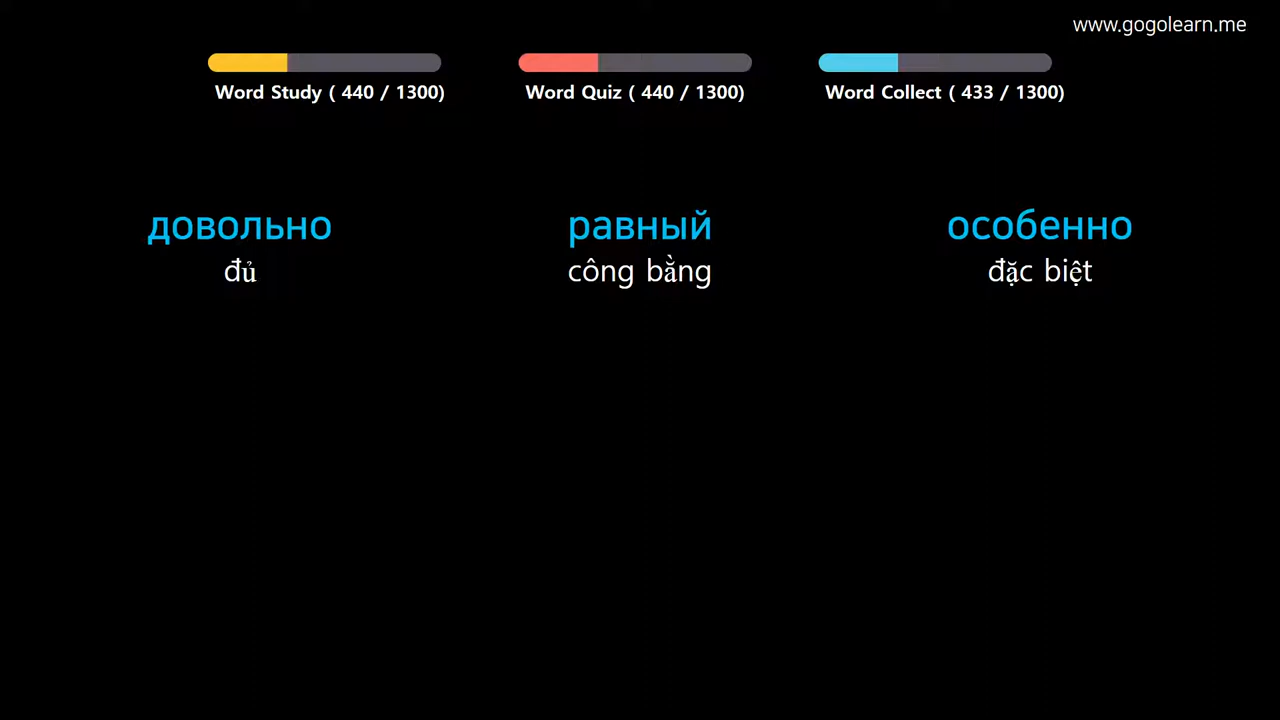 www.gogolearn.me
Word Study ( 440 / 1300)
Word Quiz ( 440 / 1300)
Word Collect ( 433 / 1300)
довольно
равный
особенно
đủ
công bằng
đặc biệt